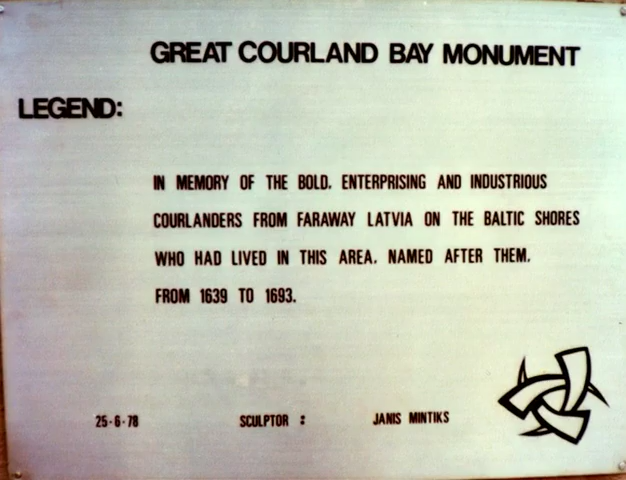 GREAT COURLAND BAY MONUMENT
LEGEND:
IN MEMORY OF THE BOLD, ENTERPRISING AND INDUSTRIOUS
COURLANDERS FROM FARAWAY LATVIA ON THE BALTIC SHORES
WHO HAD LIVED IN THIS AREA, NAMED AFTER THEM,
FROM 1639 TO 1693.
25-6-78 SCULPTOR : JANIS MINTIKS